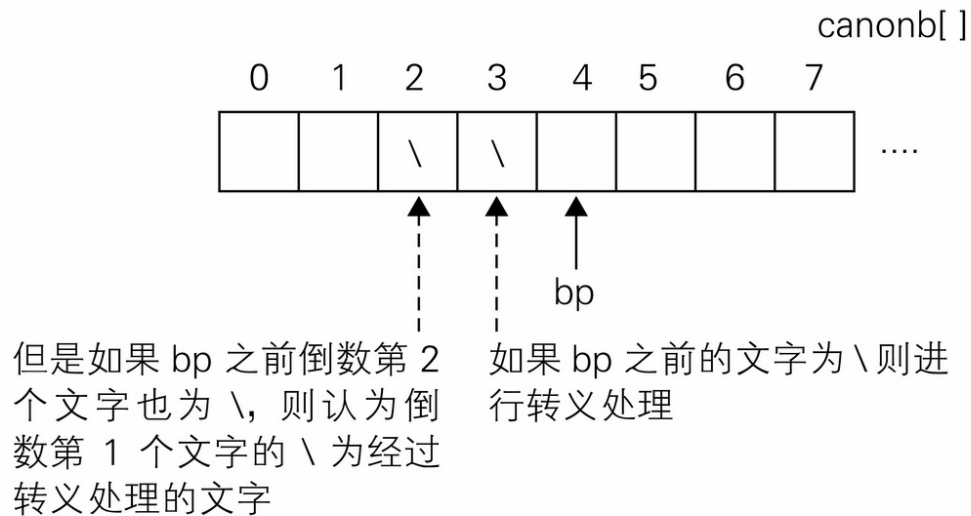 canonb[ ]
0 1 2 3 4 5 6 7
\ \ ....
bp
但是如果 bp 之前倒数第 2
个文字也为 \，则认为倒
数第 1 个文字的 \ 为经过
转义处理的文字
如果 bp 之前的文字为 \ 则进
行转义处理